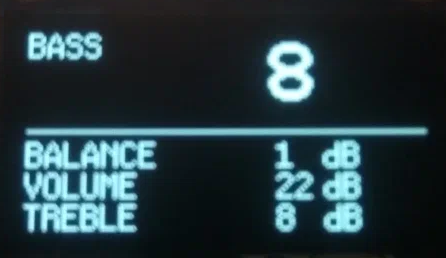 BASS 8
BALANCE 1 dB
VOLUME 22 dB
TREBLE 8 dB